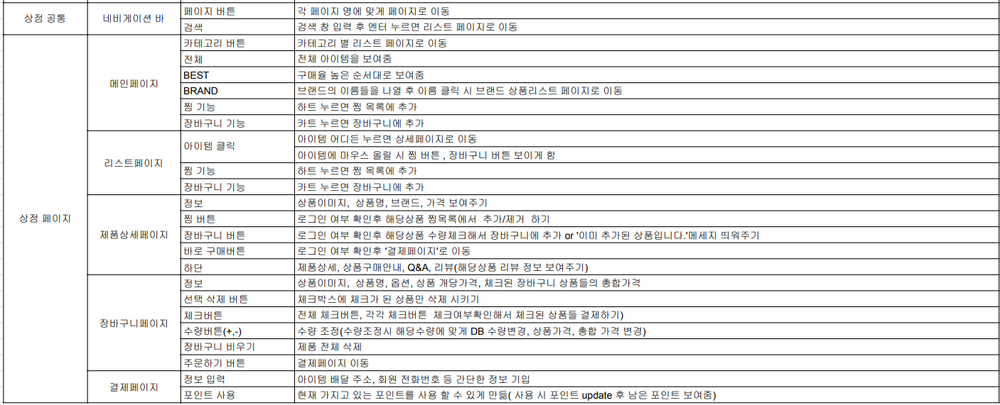 상점 공통
네비게이션 바
페이지 버튼
각 페이지 명에 맞게 페이지로 이동
검색
검색 창 입력 후 엔터 누르면 리스트 페이지로 이동
상점 페이지
메인페이지
카테고리 버튼
카테고리 별 리스트 페이지로 이동
전체
전체 아이템을 보여줌
BEST
구매율 높은 순서대로 보여줌
BRAND
브랜드의 이름들을 나열 후 이름 클릭 시 브랜드 상품리스트 페이지로 이동
찜 기능
하트 누르면 찜 목록에 추가
장바구니 기능
카트 누르면 장바구니에 추가
리스트페이지
아이템 클릭
아이템 어디든 누르면 상세페이지로 이동
아이템에 마우스 올릴 시 찜 버튼 , 장바구니 버튼 보이게 함
찜 기능
하트 누르면 찜 목록에 추가
장바구니 기능
카트 누르면 장바구니에 추가
제품상세페이지
정보
상품이미지, 상품명, 브랜드, 가격 보여주기
찜 버튼
로그인 여부 확인후 해당상품 찜목록에서 추가/제거 하기
장바구니 버튼
로그인 여부 확인후 해당상품 수량체크해서 장바구니에 추가 or '이미 추가된 상품입니다.'메세지 띄워주기
바로 구매버튼
로그인 여부 확인후 '결제페이지'로 이동
하단
제품상세, 상품구매안내, Q&A, 리뷰(해당상품 리뷰 정보 보여주기)
장바구니페이지
정보
상품이미지, 상품명, 옵션, 상품 개당가격, 체크된 장바구니 상품들의 총합가격
선택 삭제 버튼
체크박스에 체크가 된 상품만 삭제 시키기
체크버튼
전체 체크버튼, 각각 체크버튼 체크여부확인해서 체크된 상품들 결제하기)
수량버튼(+,-)
수량 조정(수량조정시 해당수량에 맞게 DB 수량변경, 상품가격, 총합 가격 변경)
장바구니 비우기
제품 전체 삭제
주문하기 버튼
결제페이지 이동
결제페이지
정보 입력
아이템 배달 주소, 회원 전화번호 등 간단한 정보 기입
포인트 사용
현재 가지고 있는 포인트를 사용 할 수 있게 만듦( 사용 시 포인트 update 후 남은 포인트 보여줌)